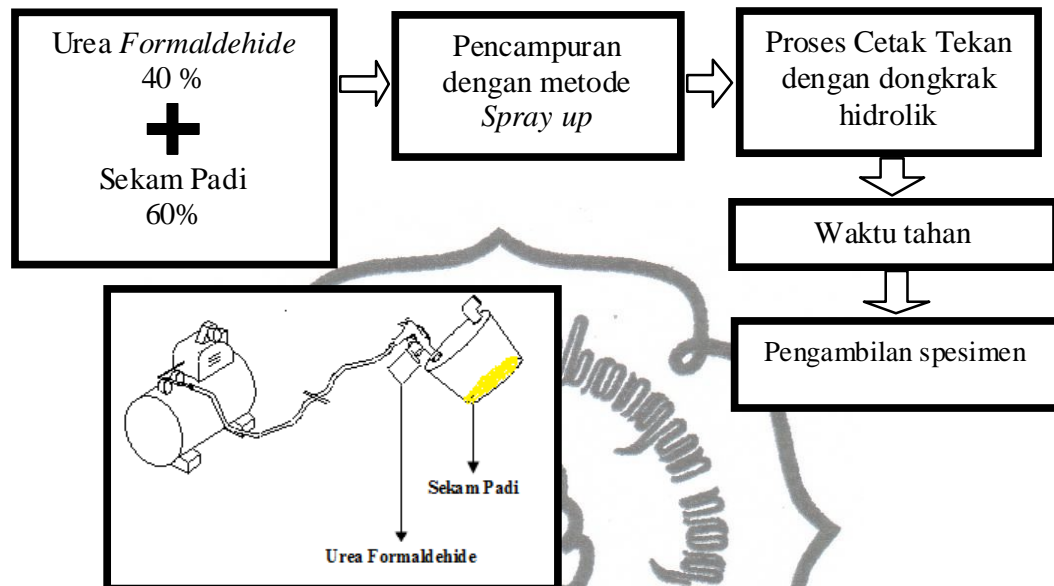 Urea Formaldehide
40 %
Sekam Padi
60%
Pencampuran
dengan metode
Spray up
Proses Cetak Tekan
dengan dongkrak
hidrolik
Waktu tahan
Pengambilan spesimen
Sekam Padi
Urea Formaldehide